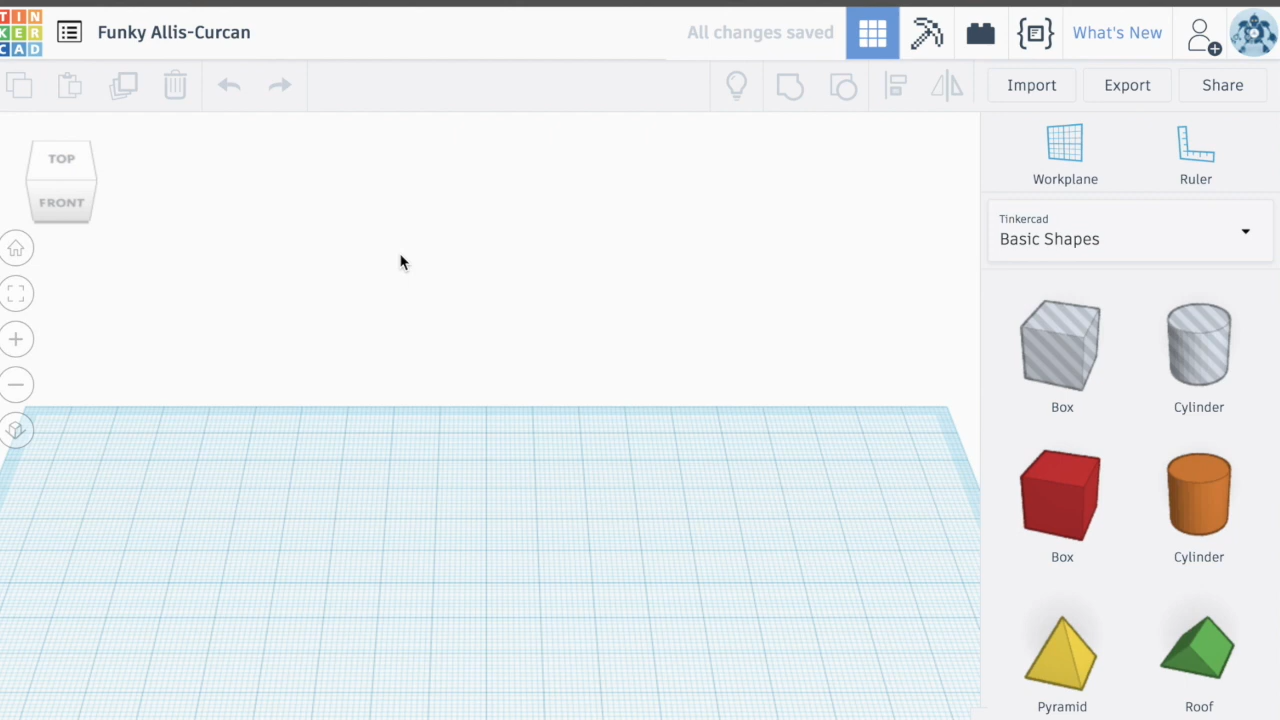 TIN
KER
CAD
Funky Allis-Curcan
All changes saved
What's New
Import
Export
Share
TOP
FRONT
Workplane
Ruler
Tinkercad
Basic Shapes
Box
Cylinder
Box
Cylinder
Pyramid
Roof